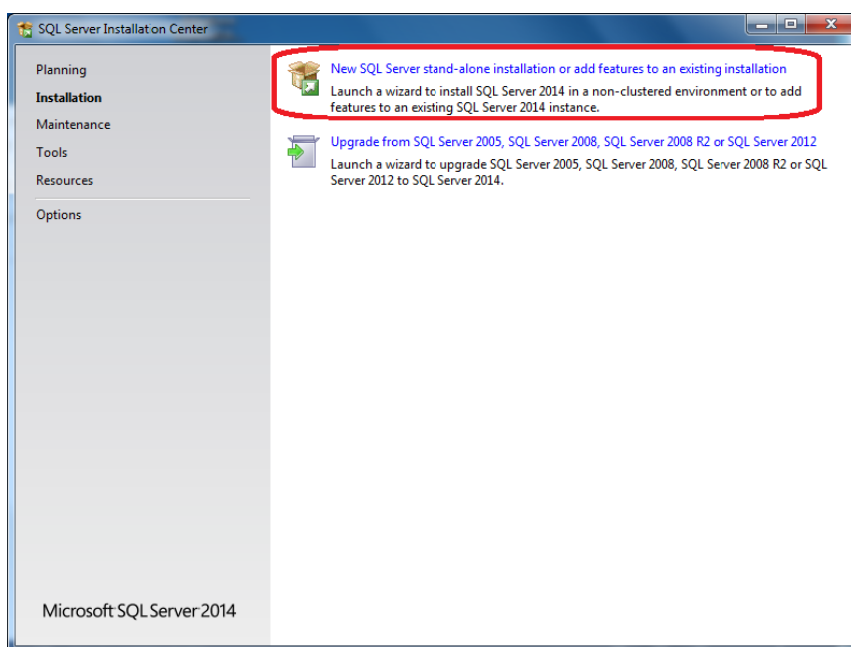 SQL Server Installation Center
Planning
Installation
Maintenance
Tools
Resources
Options
New SQL Server stand-alone installation or add features to an existing installation
Launch a wizard to install SQL Server 2014 in a non-clustered environment or to add
features to an existing SQL Server 2014 instance.
Upgrade from SQL Server 2005, SQL Server 2008, SQL Server 2008 R2 or SQL Server 2012
Launch a wizard to upgrade SQL Server 2005, SQL Server 2008, SQL Server 2008 R2 or SQL
Server 2012 to SQL Server 2014.
Microsoft SQL Server 2014